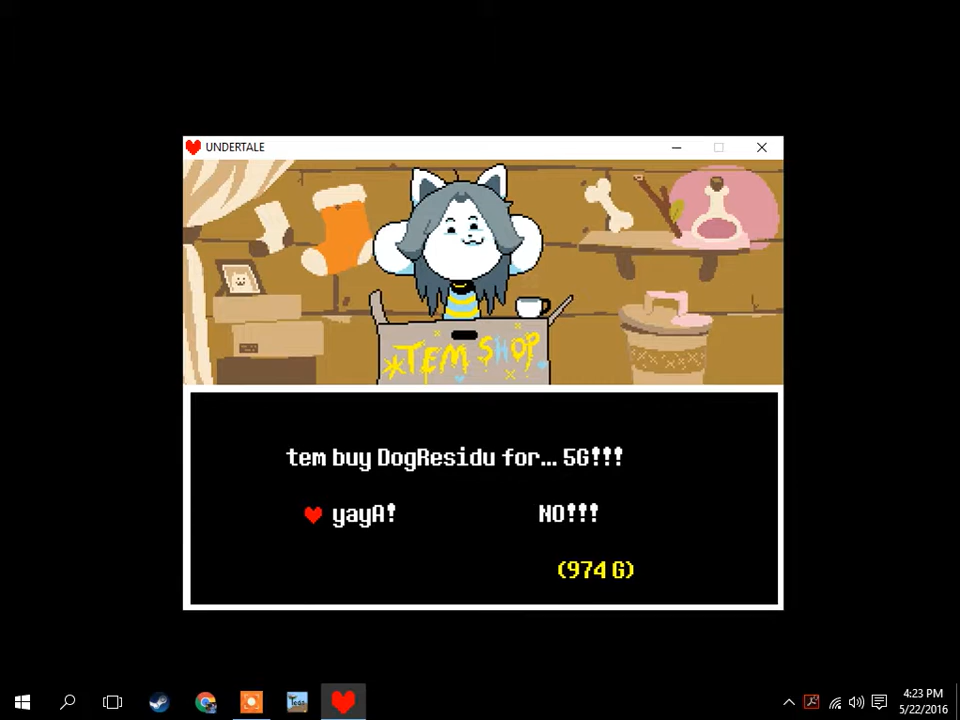 UNDERTALE
*TEM SHOP
tem buy DogResidu for... 5G!!!
yayA!
NO!!!
(974 G)
4:23 PM
5/22/2016